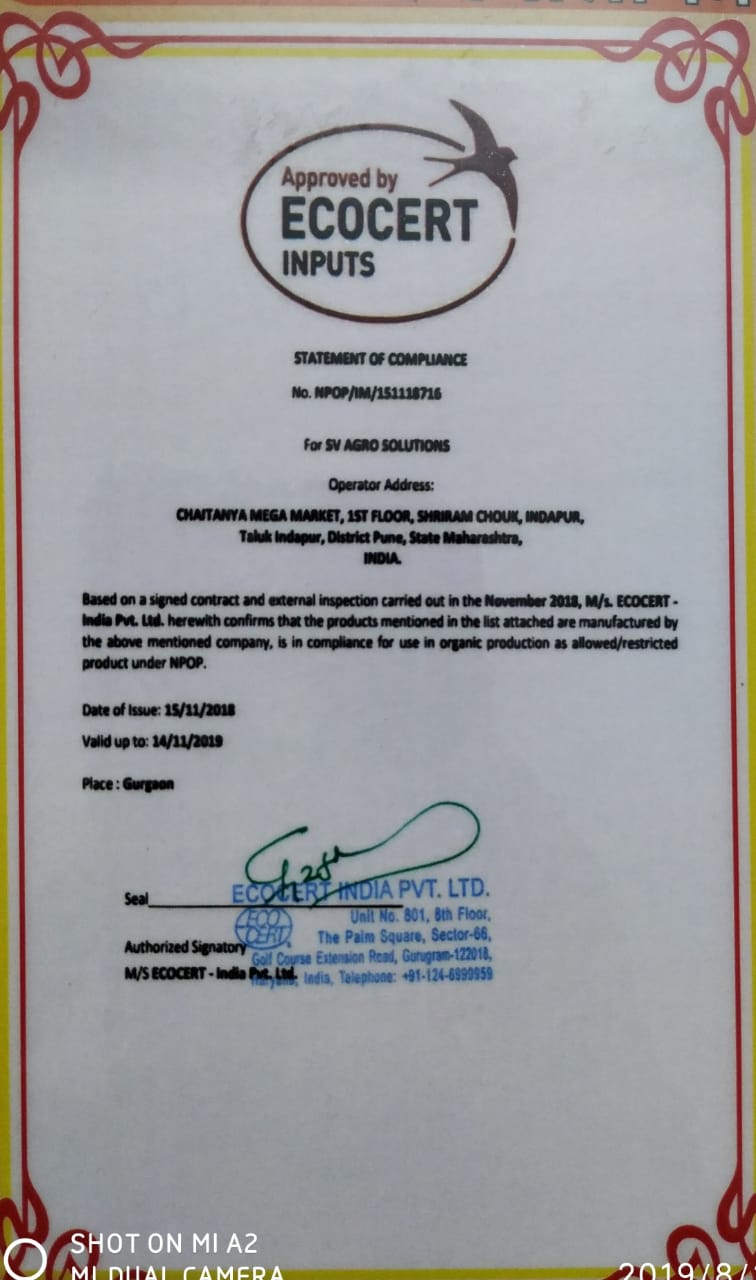 Approved by
ECOCERT
INPUTS
STATEMENT OF COMPLIANCE
No. NPOP/IM/151118716
For SV AGRO SOLUTIONS
Operator Address:
CHAITANYA MEGA MARKET, 1ST FLOOR, SHRIRAM CHOUK, INDAPUR,
Taluk Indapur, District Pune, State Maharashtra,
INDIA.
Based on a signed contract and external inspection carried out in the November 2018, M/s. ECOCERT -
India Pvt. Ltd. herewith confirms that the products mentioned in the list attached are manufactured by
the above mentioned company, is in compliance for use in organic production as allowed/restricted
product under NPOP.
Date of Issue: 15/11/2018
Valid up to: 14/11/2019
Place : Gurgaon
Seal
ECOCERT INDIA PVT. LTD.
Unit No. 801, 8th Floor,
ECO
CERT
The Palm Square, Sector-66,
Authorized Signatory
Golf Course Extension Road, Gurugram-122018,
M/S ECOCERT - India Pvt. Ltd.
Haryana, India, Telephone: +91-124-6999959
SHOT ON MI A2
MI DUAL CAMERA
2019/8/